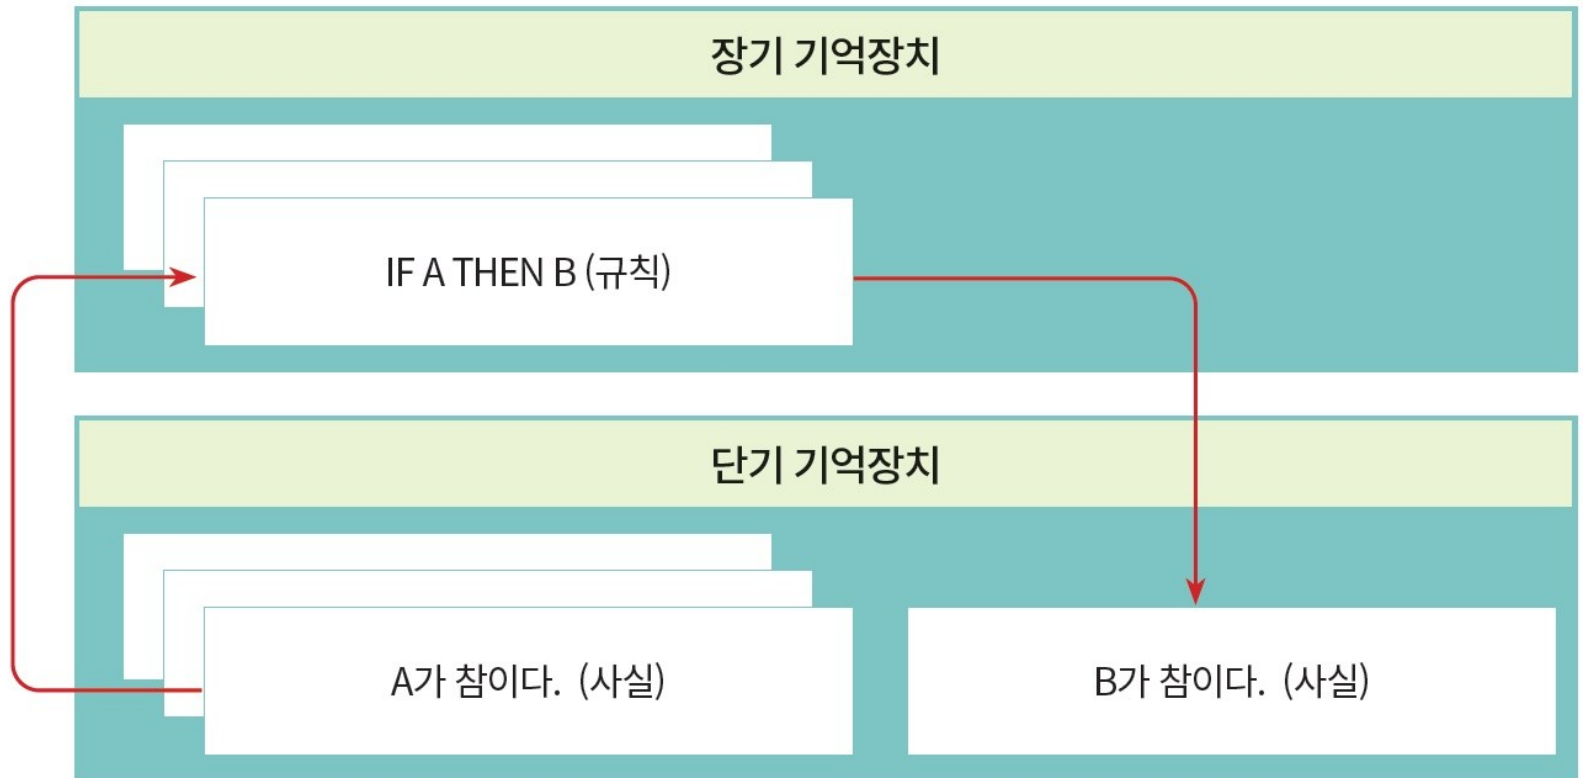 장기 기억장치
IF A THEN B (규칙)
단기 기억장치
A가 참이다. (사실)
B가 참이다. (사실)